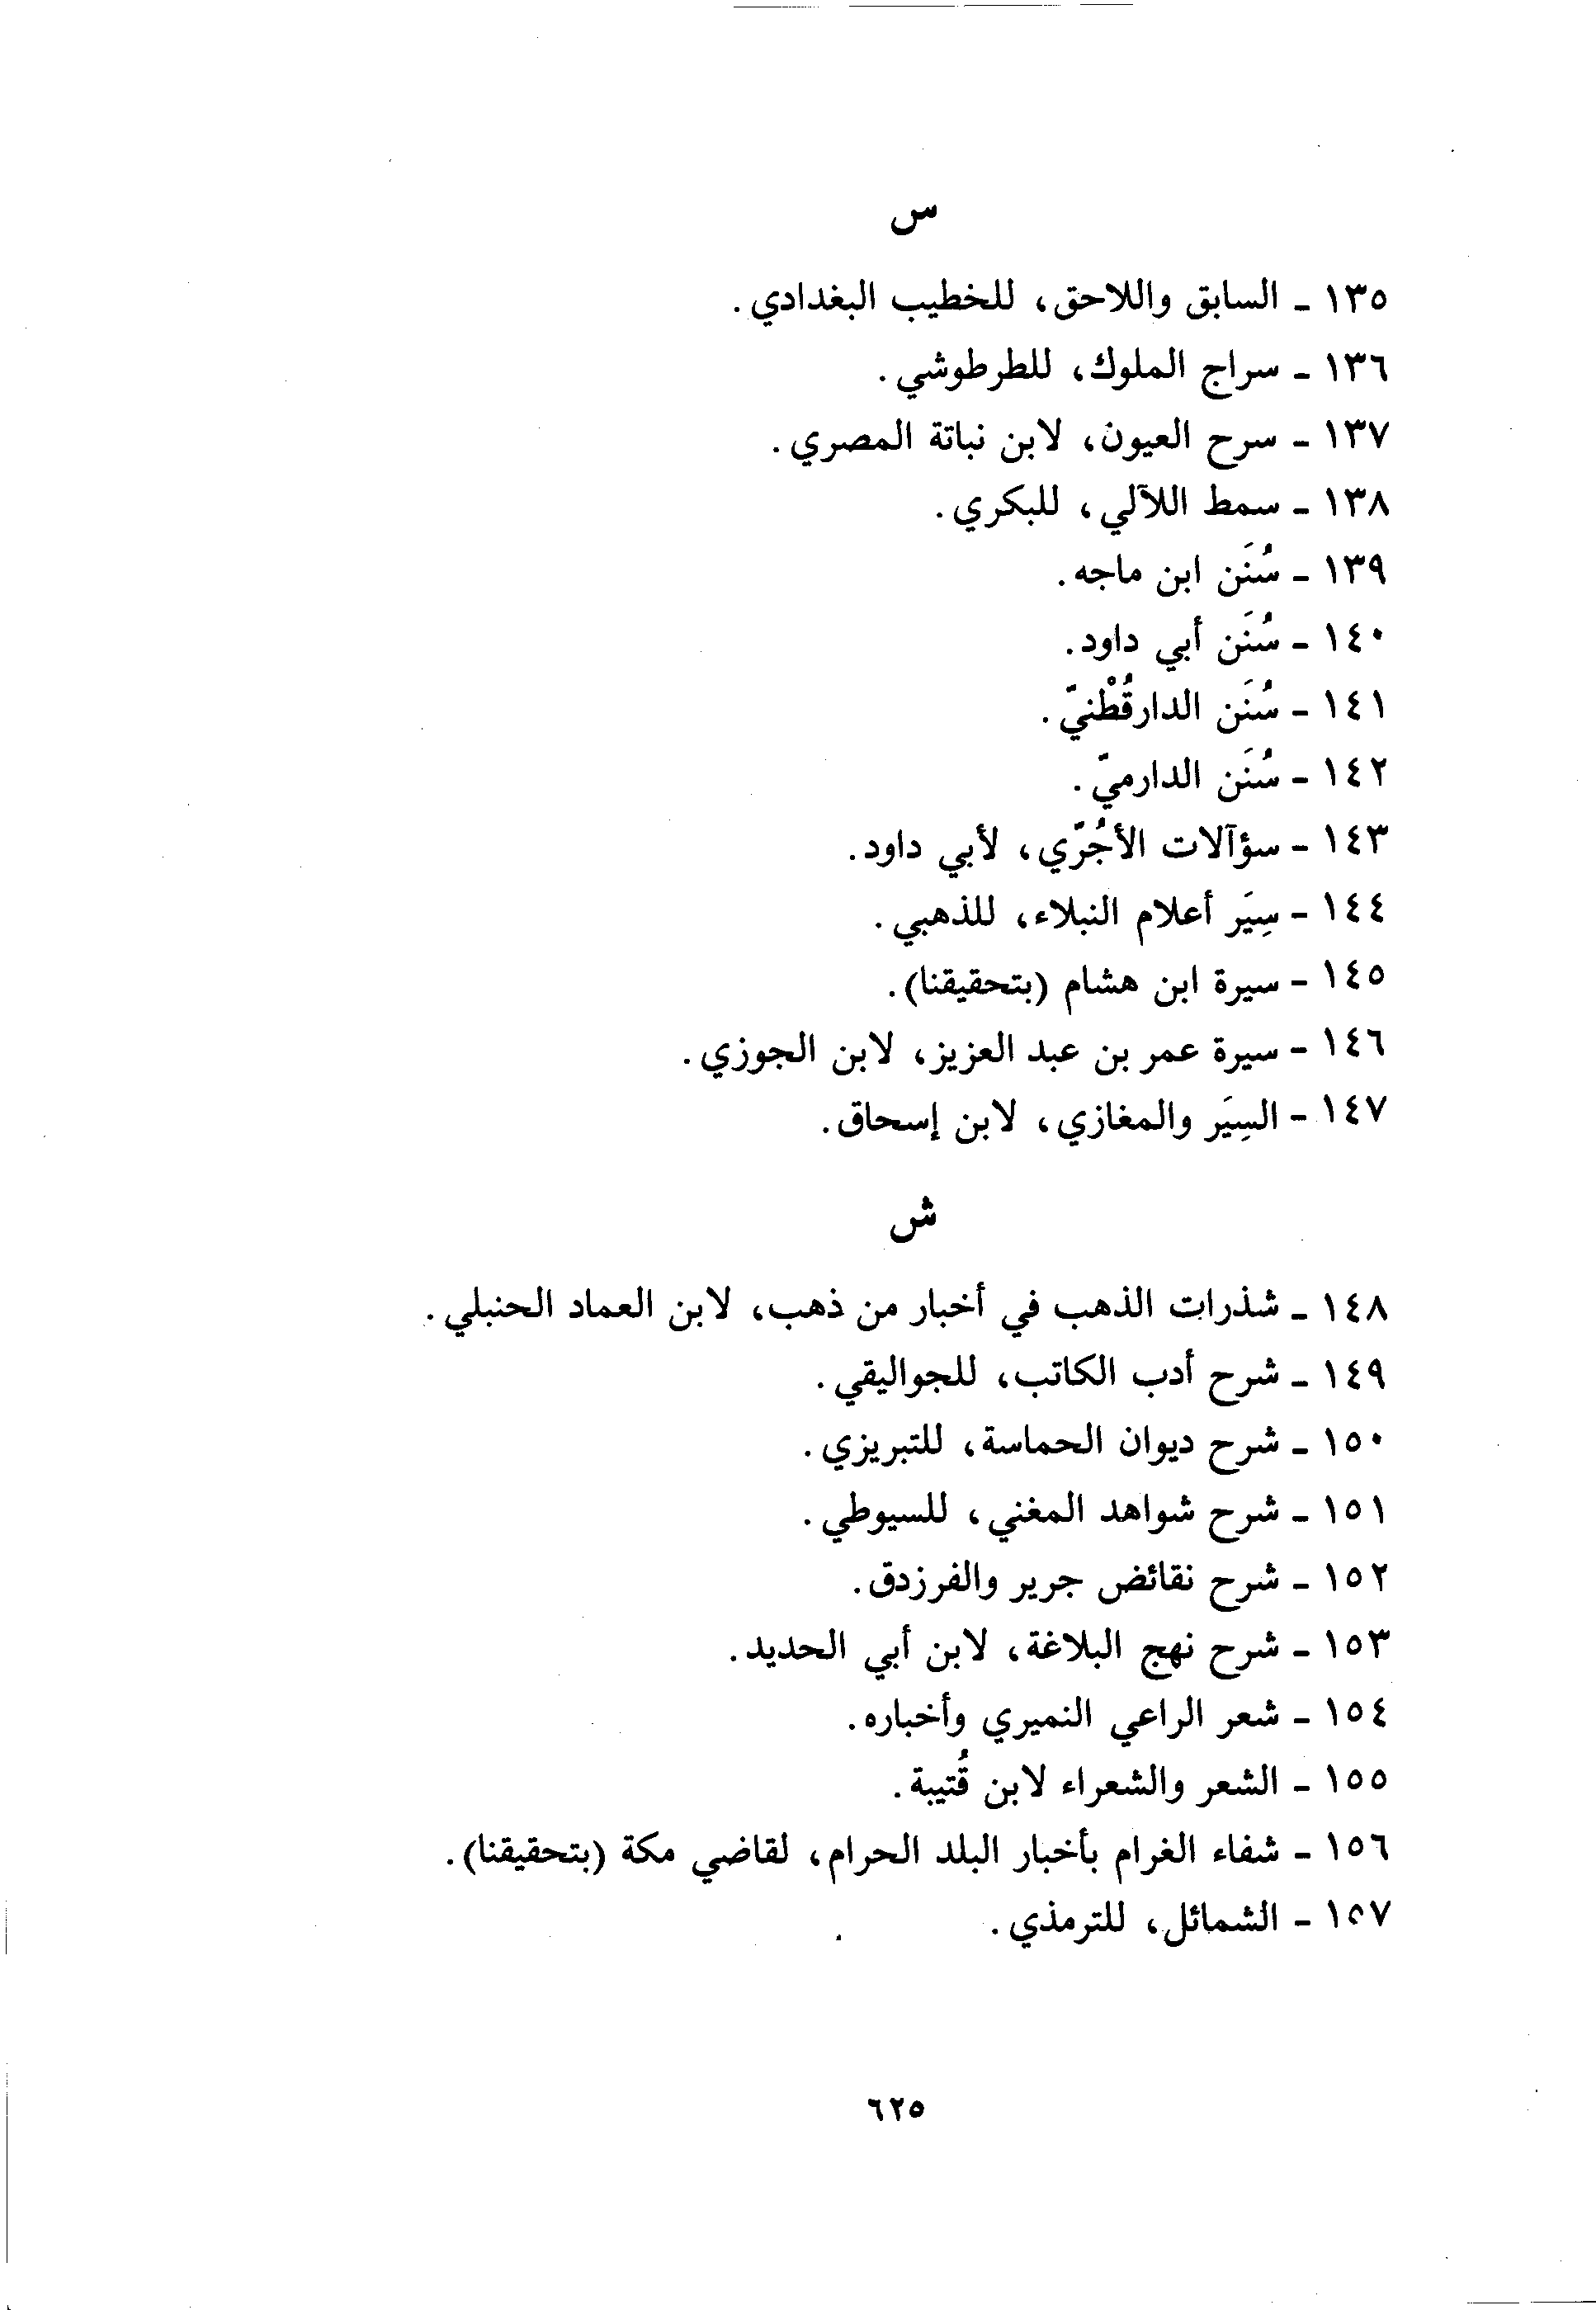 س
١٣٥ - السابق واللاحق، للخطيب البغدادي.
١٣٦ - سراج الملوك، للطرطوشي.
١٣٧ - سرح العيون، لابن نباتة المصري.
١٣٨ - سمط اللآلي، للبكري.
١٣٩ - سُنَن ابن ماجه.
١٤٠ - سُنَن أبي داود.
١٤١ - سُنَن الدارقُطْنيّ.
١٤٢ - سُنَن الدارميّ.
١٤٣ - سؤآلات الأجُرّي، لأبي داود.
١٤٤ - سِيَر أعلام النبلاء، للذهبي.
١٤٥ - سيرة ابن هشام (بتحقيقنا).
١٤٦ - سيرة عمر بن عبد العزيز، لابن الجوزي.
١٤٧ - السِيَر والمغازي، لابن إسحاق.
ش
١٤٨ - شذرات الذهب في أخبار من ذهب، لابن العماد الحنبلي.
١٤٩ - شرح أدب الكاتب، للجواليقي.
١٥٠ - شرح ديوان الحماسة، للتبريزي.
١٥١ - شرح شواهد المغني، للسيوطي.
١٥٢ - شرح نقائض جرير والفرزدق.
١٥٣ - شرح نهج البلاغة، لابن أبي الحديد.
١٥٤ - شعر الراعي النميري وأخباره.
١٥٥ - الشعر والشعراء لابن قُتيبة.
١٥٦ - شفاء الغرام بأخبار البلد الحرام، لقاضي مكة (بتحقيقنا).
١٥٧ - الشمائل، للترمذي.
٦٢٥